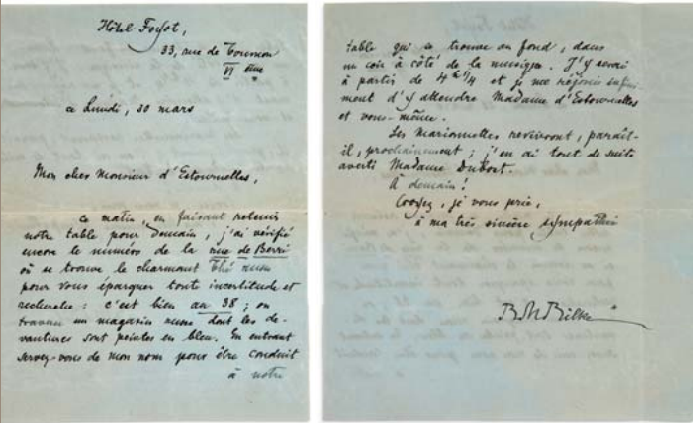 Hôtel Foyot,
33, rue de Tournon
VI ème
ce Lundi, 30 mars
Mon cher Monsieur d'Estournelles,
ce matin, en faisant retenir
notre table pour demain, j'ai vérifié
encore le numéro de la rue de Berri
où se trouve le charmant Thé russe
pour vous épargner toute incertitude et
recherche : c'est bien au 38 ; on
trouve un magasin russe dont les de-
vantures sont peintes en bleu. En entrant
servez-vous de mon nom pour être conduit
à notre
table qui se trouve au fond, dans
un coin à côté de la musique. J'y serai
à partir de 4 h 1/4 et je me réjouis infini-
ment d'y attendre Madame d'Estournelles
et vous-même.
Les Marionnettes revivront, paraît-
il, prochainement ; j'en ai tout de suite
averti Madame Dubost.
À demain !
Croyez, je vous prie,
à ma très sincère sympathie